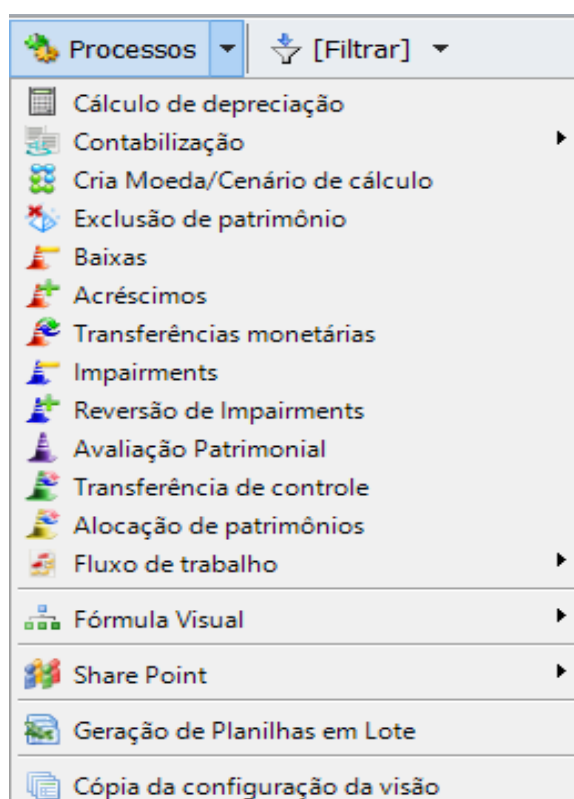 Processos [Filtrar]
Cálculo de depreciação
Contabilização
Cria Moeda/Cenário de cálculo
Exclusão de patrimônio
Baixas
Acréscimos
Transferências monetárias
Impairments
Reversão de Impairments
Avaliação Patrimonial
Transferência de controle
Alocação de patrimônios
Fluxo de trabalho
Fórmula Visual
Share Point
Geração de Planilhas em Lote
Cópia da configuração da visão